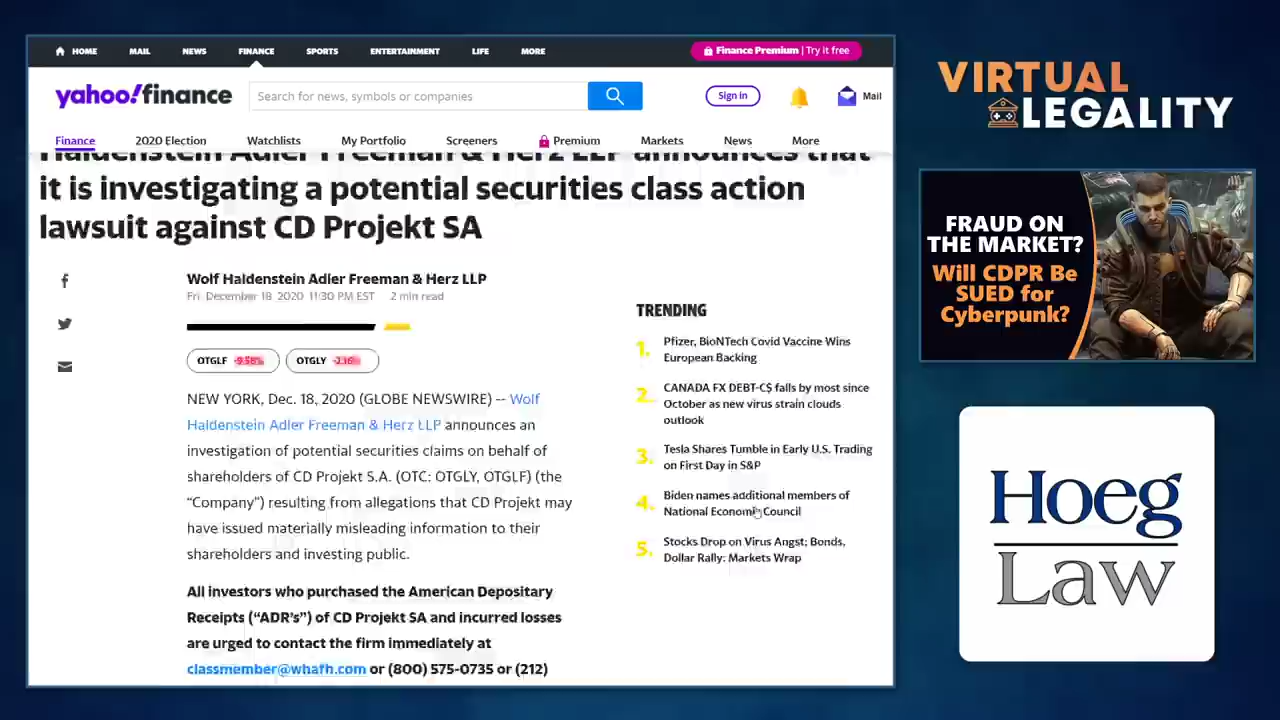 HOME MAIL NEWS FINANCE SPORTS ENTERTAINMENT LIFE MORE
Finance Premium | Try it free
yahoo!finance
Search for news, symbols or companies
Sign in
Mail
Finance 2020 Election Watchlists My Portfolio Screeners Premium Markets News More
Haldenstein Adler Freeman & Herz LLP announces that
it is investigating a potential securities class action
lawsuit against CD Projekt SA
Wolf Haldenstein Adler Freeman & Herz LLP
Fri, December 18, 2020, 11:30 PM EST 2 min read
OTGLF -9.58% OTGLY
NEW YORK, Dec. 18, 2020 (GLOBE NEWSWIRE) -- Wolf
Haldenstein Adler Freeman & Herz LLP announces an
investigation of potential securities claims on behalf of
shareholders of CD Projekt S.A. (OTC: OTGLY, OTGLF) (the
“Company”) resulting from allegations that CD Projekt may
have issued materially misleading information to their
shareholders and investing public.
All investors who purchased the American Depositary
Receipts (“ADR’s”) of CD Projekt SA and incurred losses
are urged to contact the firm immediately at
classmember@whafh.com or (800) 575-0735 or (212)
TRENDING
1. Pfizer, BioNTech Covid Vaccine Wins
European Backing
2. CANADA FX DEBT-C$ falls by most since
October as new virus strain clouds
outlook
3. Tesla Shares Tumble in Early U.S. Trading
on First Day in S&P
4. Biden names additional members of
National Economic Council
5. Stocks Drop on Virus Angst; Bonds,
Dollar Rally: Markets Wrap
VIRTUAL
LEGALITY
FRAUD ON
THE MARKET?
Will CDPR Be
SUED for
Cyberpunk?
Hoeg
Law